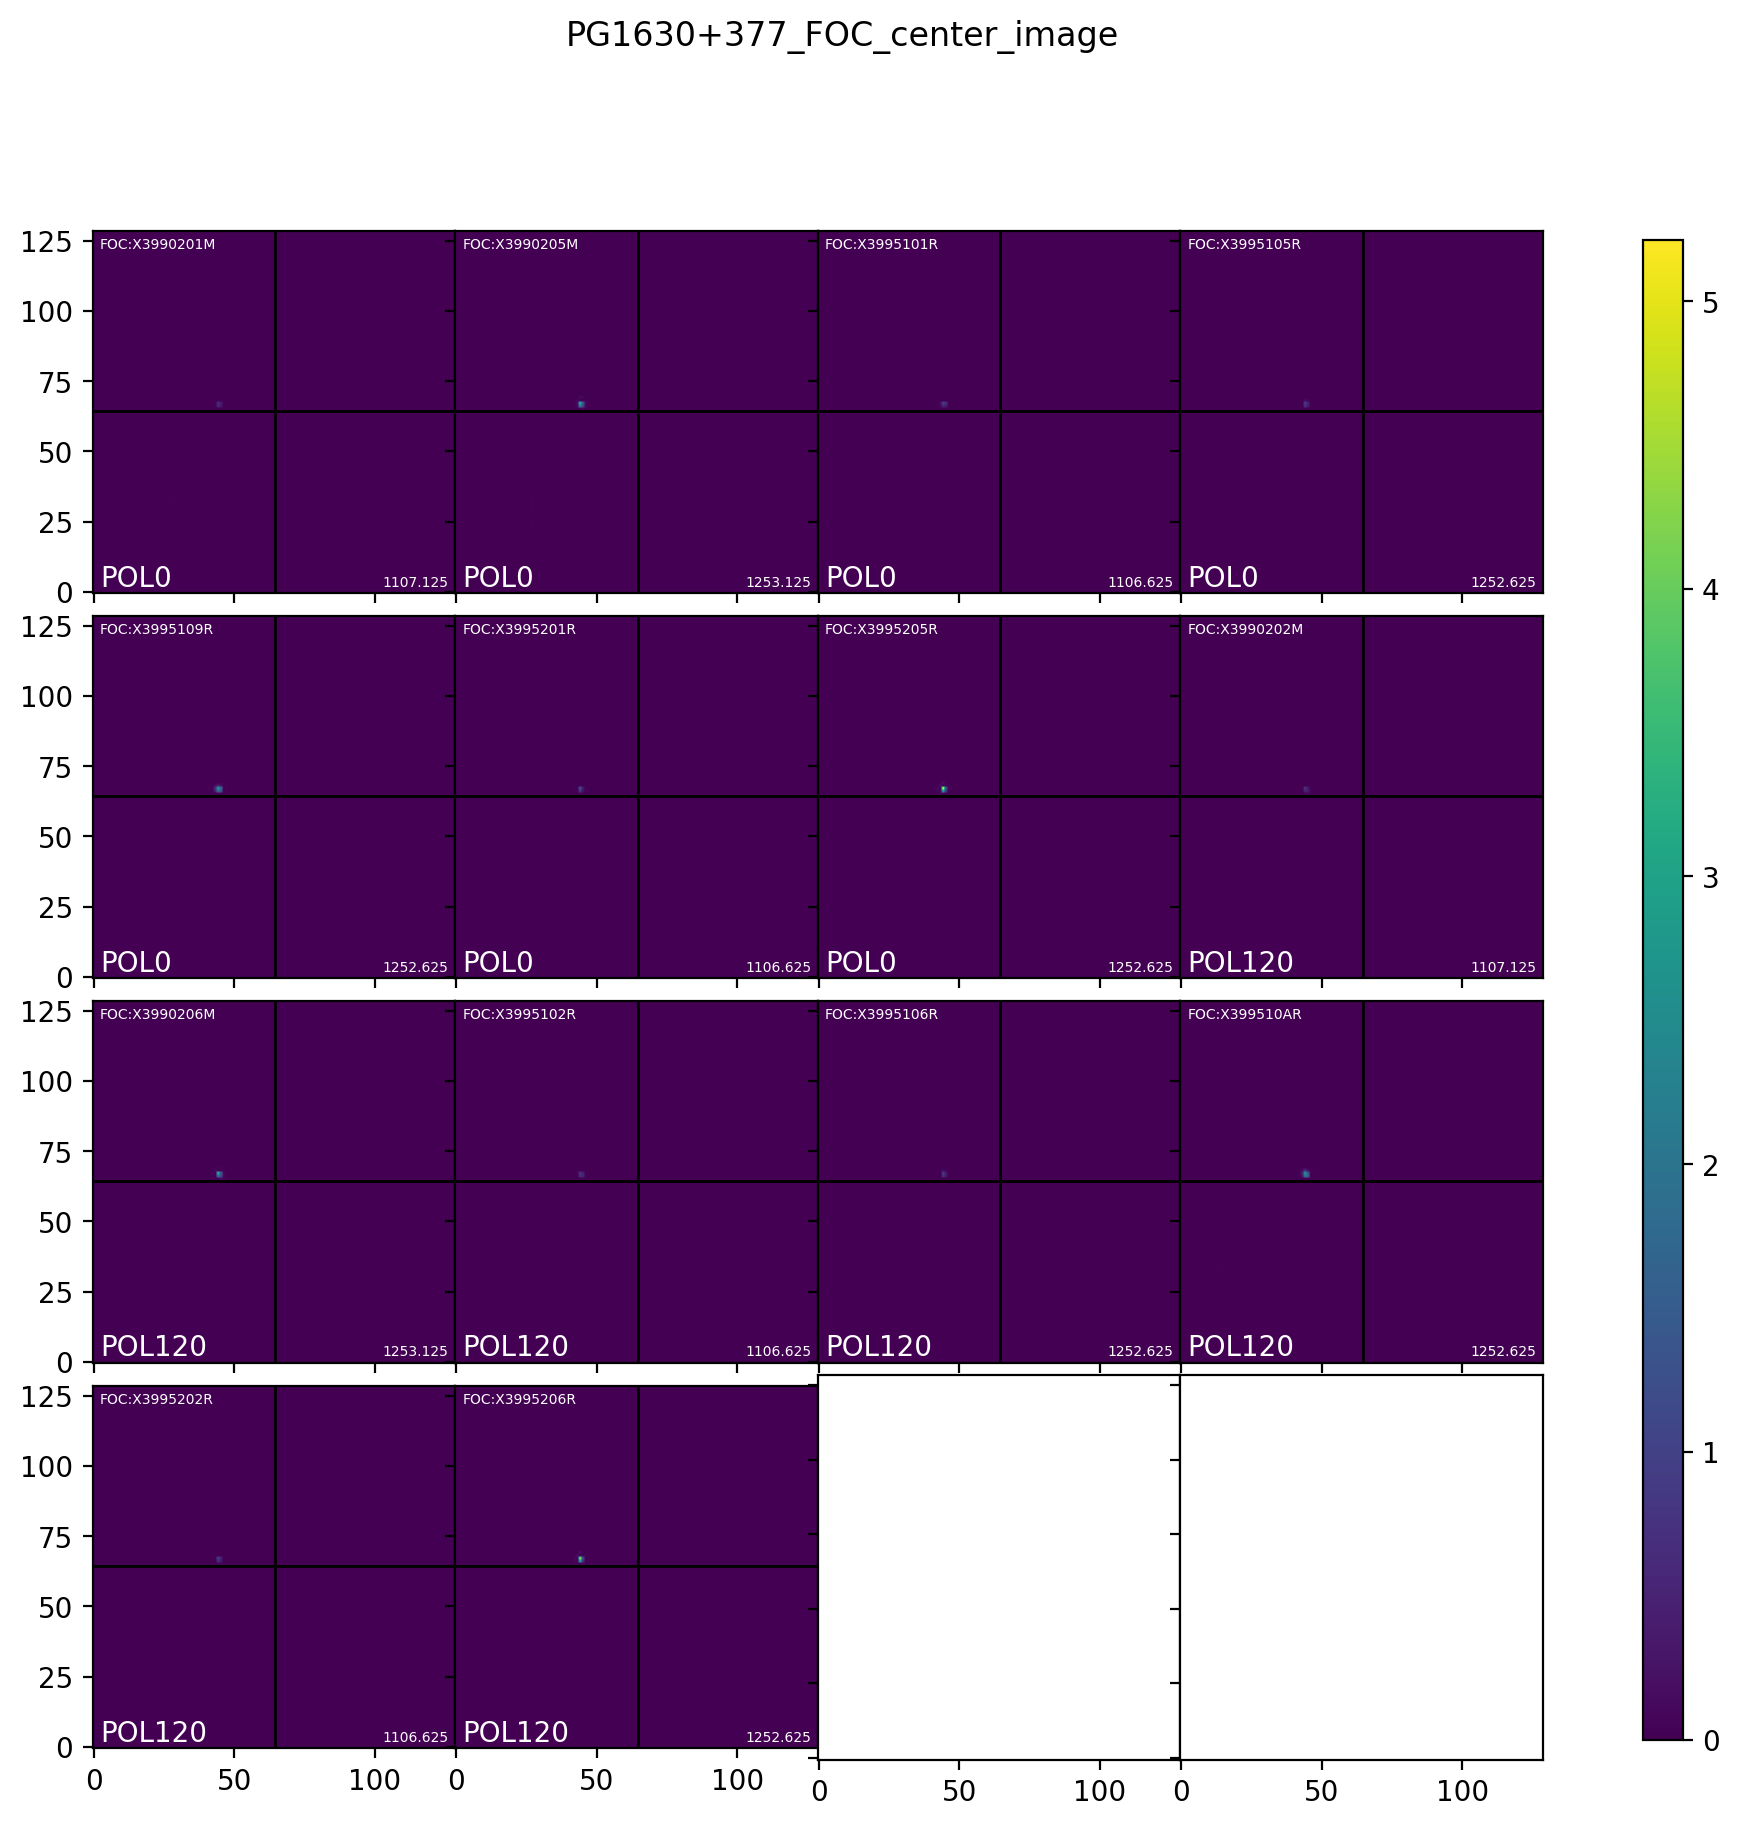 PG1630+377_FOC_center_image
125 FOC:X3990201M FOC:X3990205M FOC:X3995101R FOC:X3995105R
5
100
75
50
4
25
POL0 1107.125 POL0 1253.125 POL0 1106.625 POL0 1252.625
0
125 FOC:X3995109R FOC:X3995201R FOC:X3995205R FOC:X3990202M
100
75
50
3
25
POL0 1252.625 POL0 1106.625 POL0 1252.625 POL120 1107.125
0
125 FOC:X3990206M FOC:X3995102R FOC:X3995106R FOC:X399510AR
100
75
2
50
25
POL120 1253.125 POL120 1106.625 POL120 1252.625 POL120 1252.625
0
125 FOC:X3995202R FOC:X3995206R
100
1
75
50
25
POL120 1106.625 POL120 1252.625
0
0
0 50 100 0 50 100 0 50 100 0 50 100